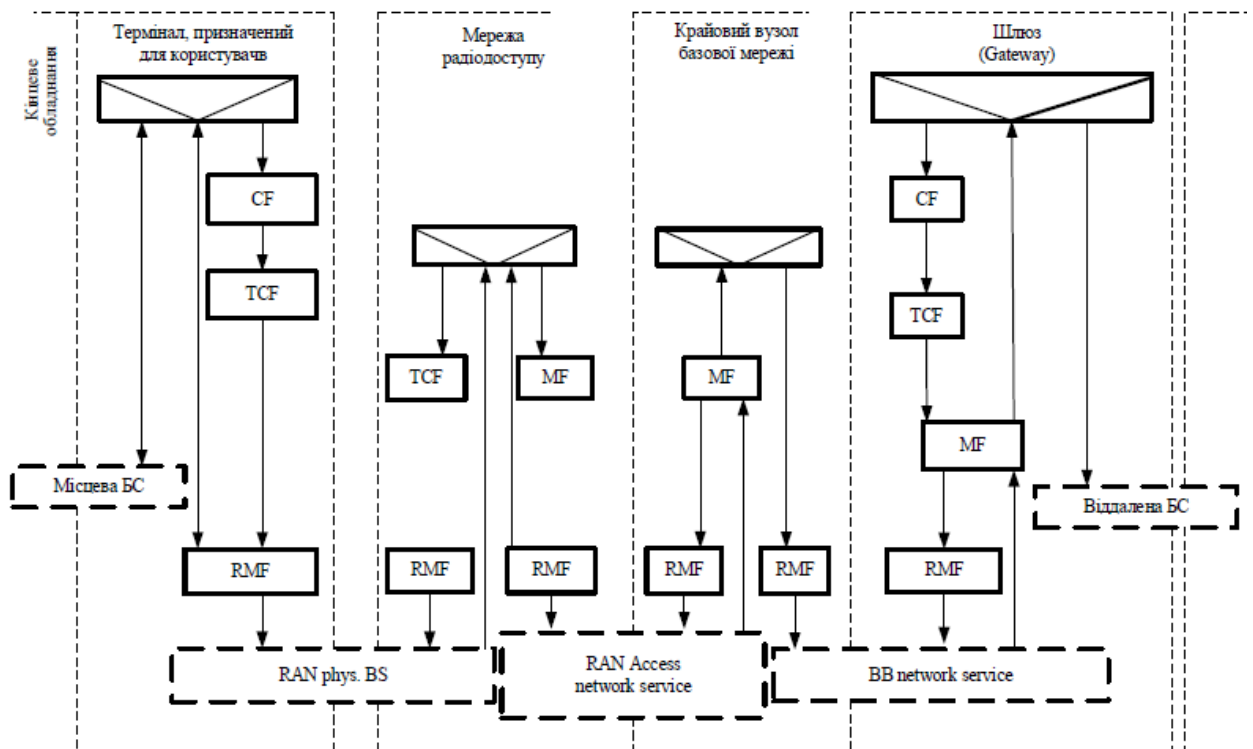 Кінцеве
обладнання
Термінал, призначений
для користувачв
Мережа
радіодоступу
Крайовий вузол
базової мережі
Шлюз
(Gateway)
CF
CF
TCF
TCF
TCF
MF
MF
MF
Місцева БС
Віддалена БС
RMF
RMF
RMF
RMF
RMF
RMF
RAN phys. BS
RAN Access
network service
BB network service